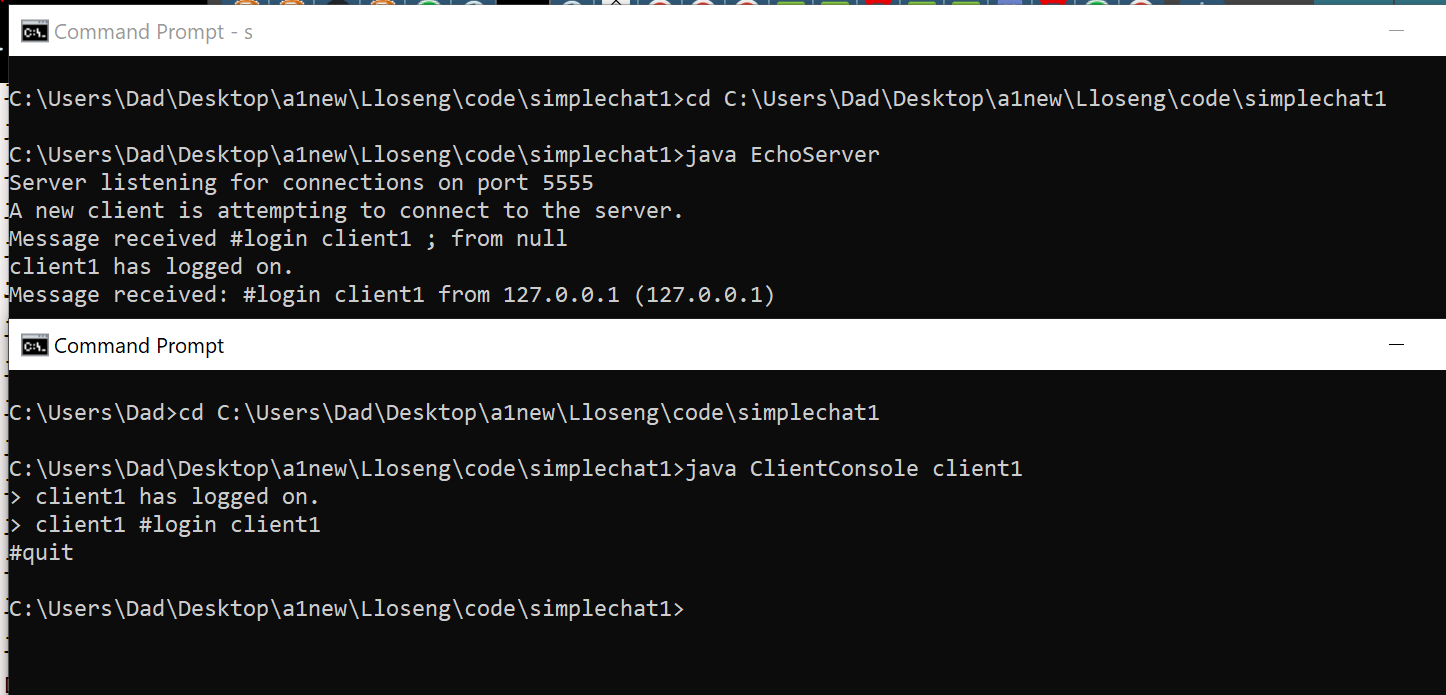 Command Prompt - s
C:\Users\Dad\Desktop\a1new\Lloseng\code\simplechat1>cd C:\Users\Dad\Desktop\a1new\Lloseng\code\simplechat1
C:\Users\Dad\Desktop\a1new\Lloseng\code\simplechat1>java EchoServer
Server listening for connections on port 5555
A new client is attempting to connect to the server.
Message received #login client1 ; from null
client1 has logged on.
Message received: #login client1 from 127.0.0.1 (127.0.0.1)
Command Prompt
C:\Users\Dad>cd C:\Users\Dad\Desktop\a1new\Lloseng\code\simplechat1
C:\Users\Dad\Desktop\a1new\Lloseng\code\simplechat1>java ClientConsole client1
> client1 has logged on.
> client1 #login client1
#quit
C:\Users\Dad\Desktop\a1new\Lloseng\code\simplechat1>